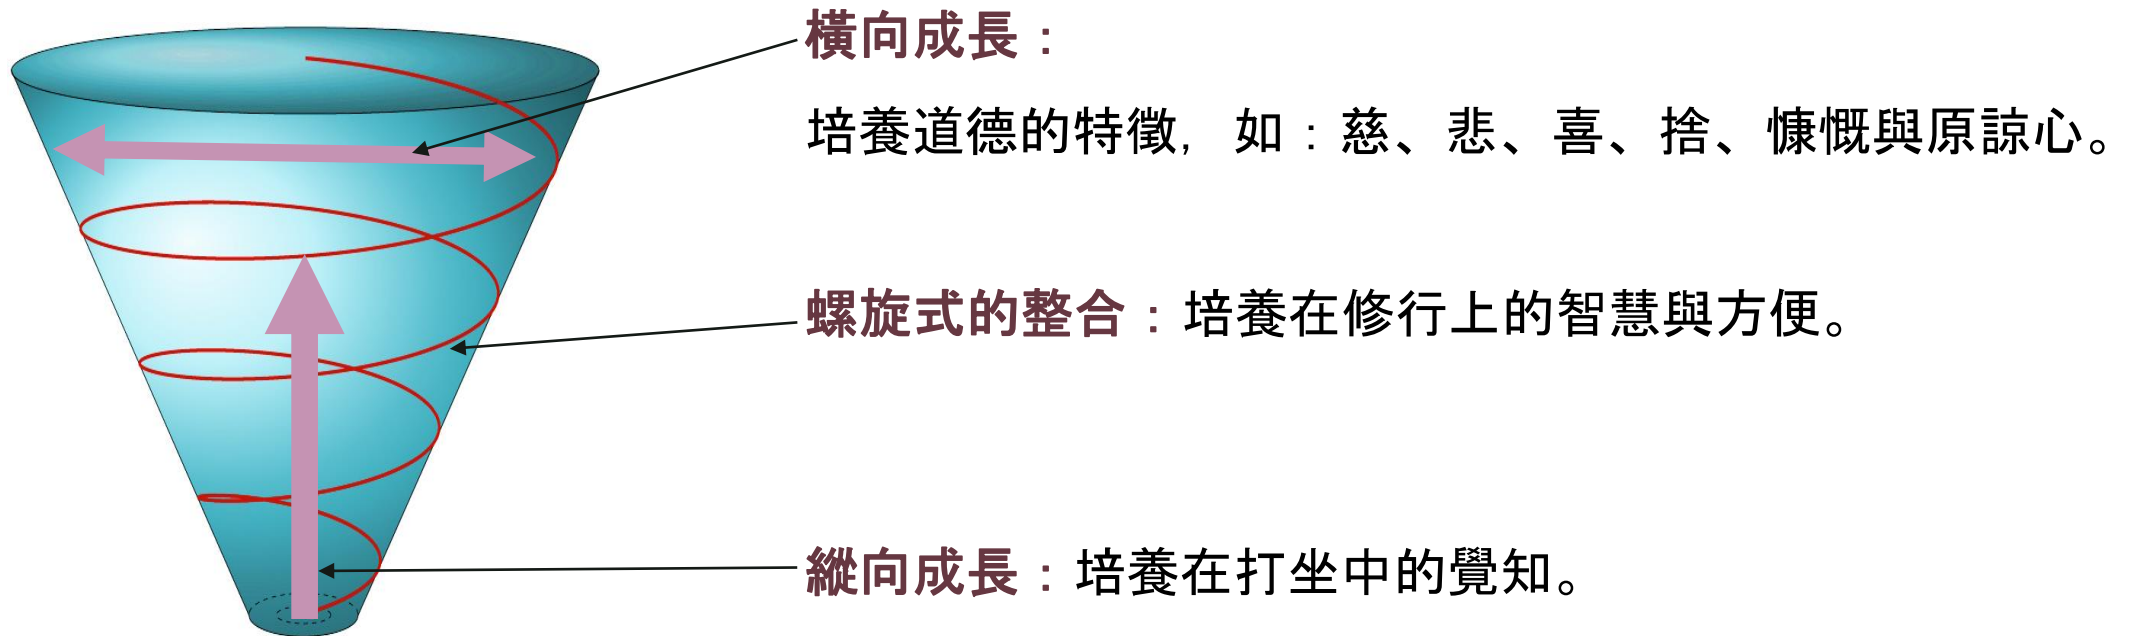 橫向成長：
培養道德的特徵, 如：慈、悲、喜、捨、慷慨與原諒心。
螺旋式的整合：培養在修行上的智慧與方便。
縱向成長：培養在打坐中的覺知。